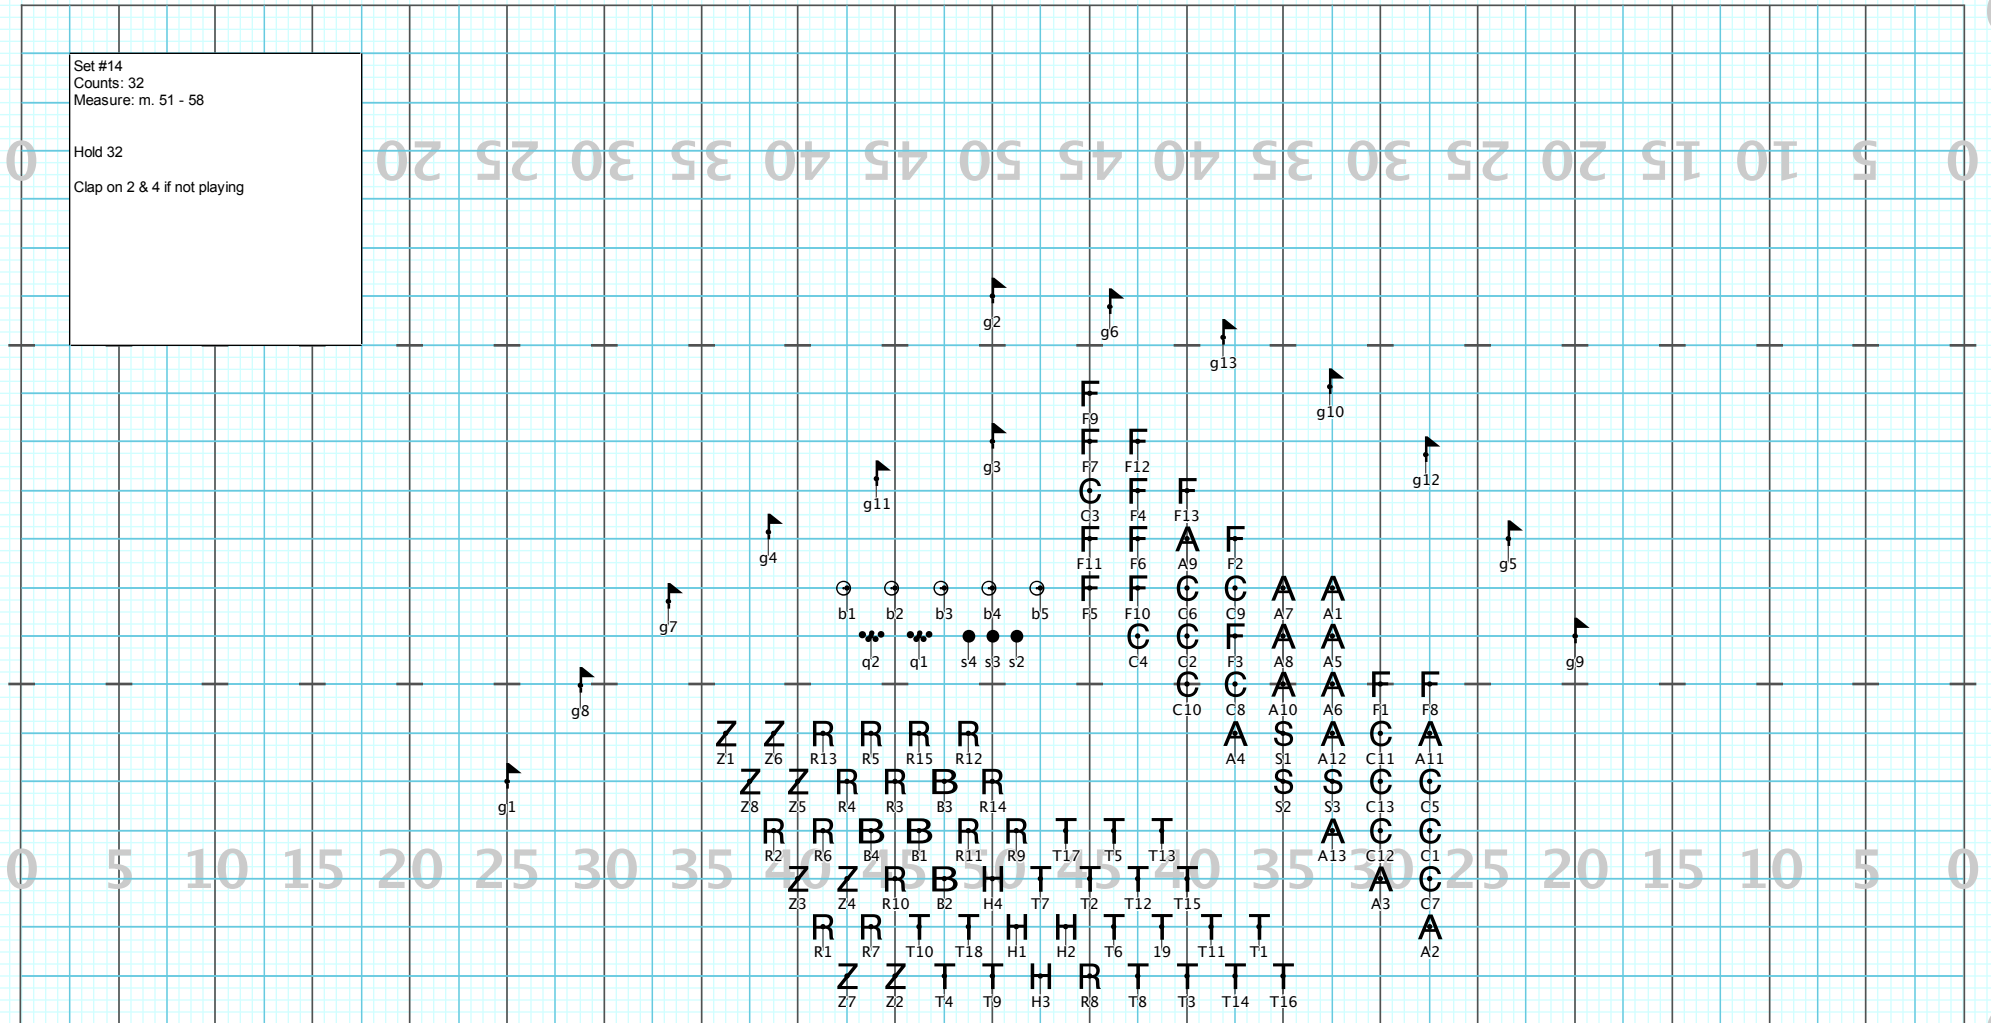 Set #14
Counts: 32
Measure: m. 51 - 58
Hold 32
Clap on 2 & 4 if not playing
0 20 25 30 35 40 45 50 45 40 35 30 25 20 15 10 5 0
g2
g6
g13
g10
F
F9
g3
F F
F7 F12
g12
g11
C F F
C3 F4 F13
g4
F F A F
F11 F6 A9 F2
g5
F F C C A A
b1 b2 b3 b4 b5 F5 F10 C6 C9 A7 A1
g7
C C F A A
q2 q1 s4 s3 s2 C4 C2 F3 A8 A5
g9
C C A A F F
g8
C10 C8 A10 A6 F1 F8
Z Z R R R R A S A C A
Z1 Z6 R13 R5 R15 R12 A4 S1 A12 C11 A11
Z Z R R B R S S C C
g1
Z8 Z5 R4 R3 B3 R14 S2 S3 C13 C5
R R B B R R T T T A C C
R2 R6 B4 B1 R11 R9 T17 T5 T13 A13 C12 C1
0 5 10 15 20 25 30 35 40 45 50 45 40 35 30 25 20 15 10 5 0
Z Z R B H T T T T A C
Z3 Z4 R10 B2 H4 T7 T2 T12 T15 A3 C7
R R T T H H T T T T A
R1 R7 T10 T18 H1 H2 T6 19 T11 T1 A2
Z Z T T H R T T T T
Z7 Z2 T4 T9 H3 R8 T8 T3 T14 T16